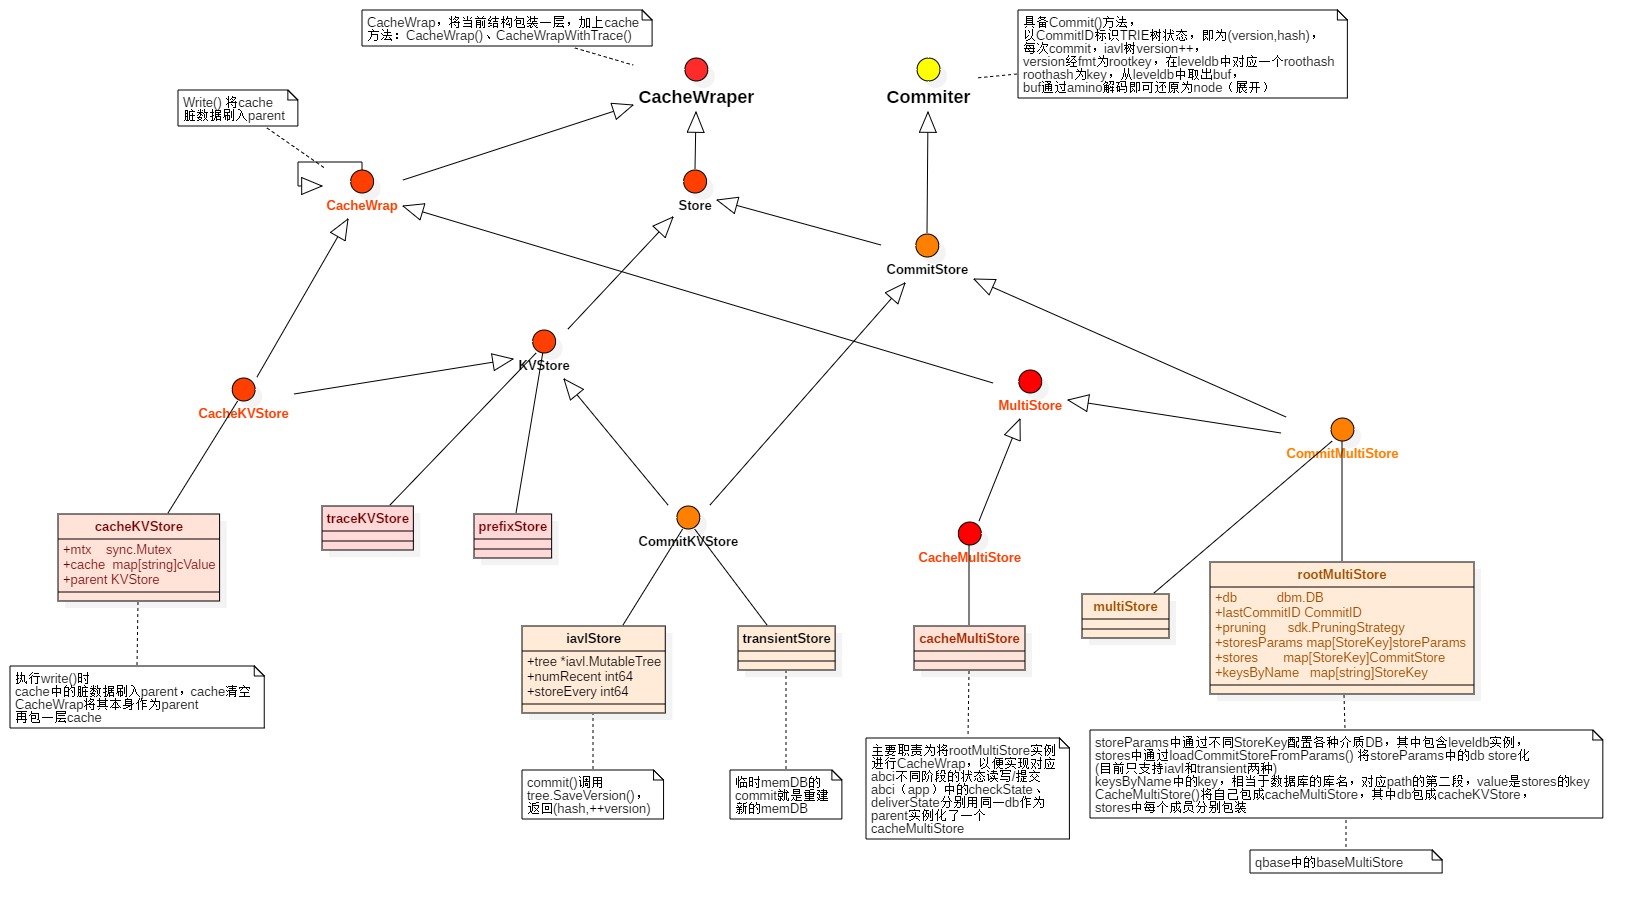 CacheWrap，将当前结构包装一层，加上cache
方法：CacheWrap()、CacheWrapWithTrace()
具备Commit()方法，
以CommitID标识TRIE树状态，即为(version,hash)，
每次commit，iavl树version++，
version经fmt为rootkey，在leveldb中对应一个roothash
roothash为key，从leveldb中取出buf，
buf通过amino解码即可还原为node（展开）
CacheWraper
Commiter
Write() 将cache
脏数据刷入parent
CacheWrap
Store
CommitStore
KVStore
CacheKVStore
MultiStore
CommitMultiStore
cacheKVStore
+mtx sync.Mutex
+cache map[string]cValue
+parent KVStore
traceKVStore
prefixStore
CommitKVStore
CacheMultiStore
multiStore
rootMultiStore
+db dbm.DB
+lastCommitID CommitID
+pruning sdk.PruningStrategy
+storesParams map[StoreKey]storeParams
+stores map[StoreKey]CommitStore
+keysByName map[string]StoreKey
iavlStore
+tree *iavl.MutableTree
+numRecent int64
+storeEvery int64
transientStore
cacheMultiStore
执行write()时
cache中的脏数据刷入parent，cache清空
CacheWrap将其本身作为parent
再包一层cache
commit()调用
tree.SaveVersion()，
返回(hash,++version)
临时memDB的
commit就是重建
新的memDB
主要职责为将rootMultiStore实例
进行CacheWrap，以便实现对应
abci不同阶段的状态读写/提交
abci（app）中的checkState、
deliverState分别用同一db作为
parent实例化了一个
cacheMultiStore
storeParams中通过不同StoreKey配置各种介质DB，其中包含leveldb实例，
stores中通过loadCommitStoreFromParams() 将storeParams中的db store化
(目前只支持iavl和transient两种)
keysByName中的key，相当于数据库的库名，对应path的第二段，value是stores的key
CacheMultiStore()将自己包成cacheMultiStore，其中db包成cacheKVStore，
stores中每个成员分别包装
qbase中的baseMultiStore